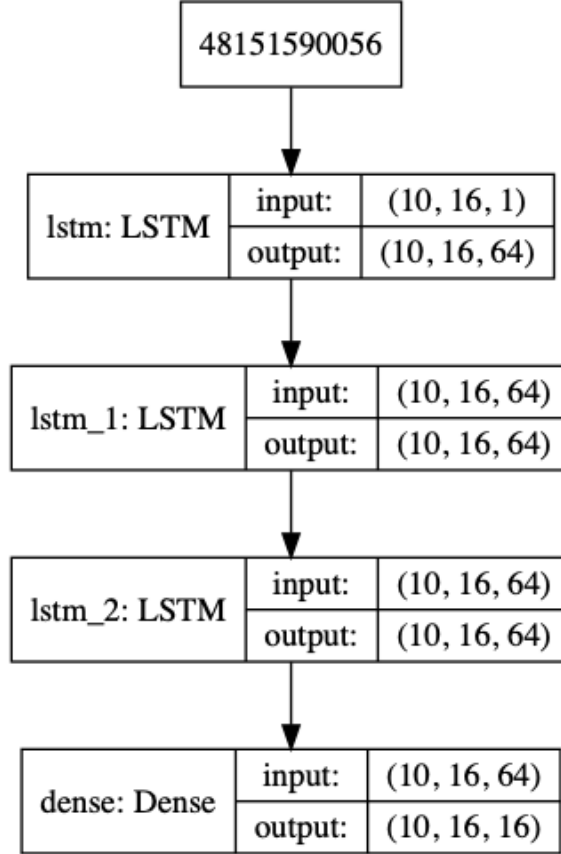 48151590056
lstm: LSTM
input:
(10, 16, 1)
output:
(10, 16, 64)
lstm_1: LSTM
input:
(10, 16, 64)
output:
(10, 16, 64)
lstm_2: LSTM
input:
(10, 16, 64)
output:
(10, 16, 64)
dense: Dense
input:
(10, 16, 64)
output:
(10, 16, 16)